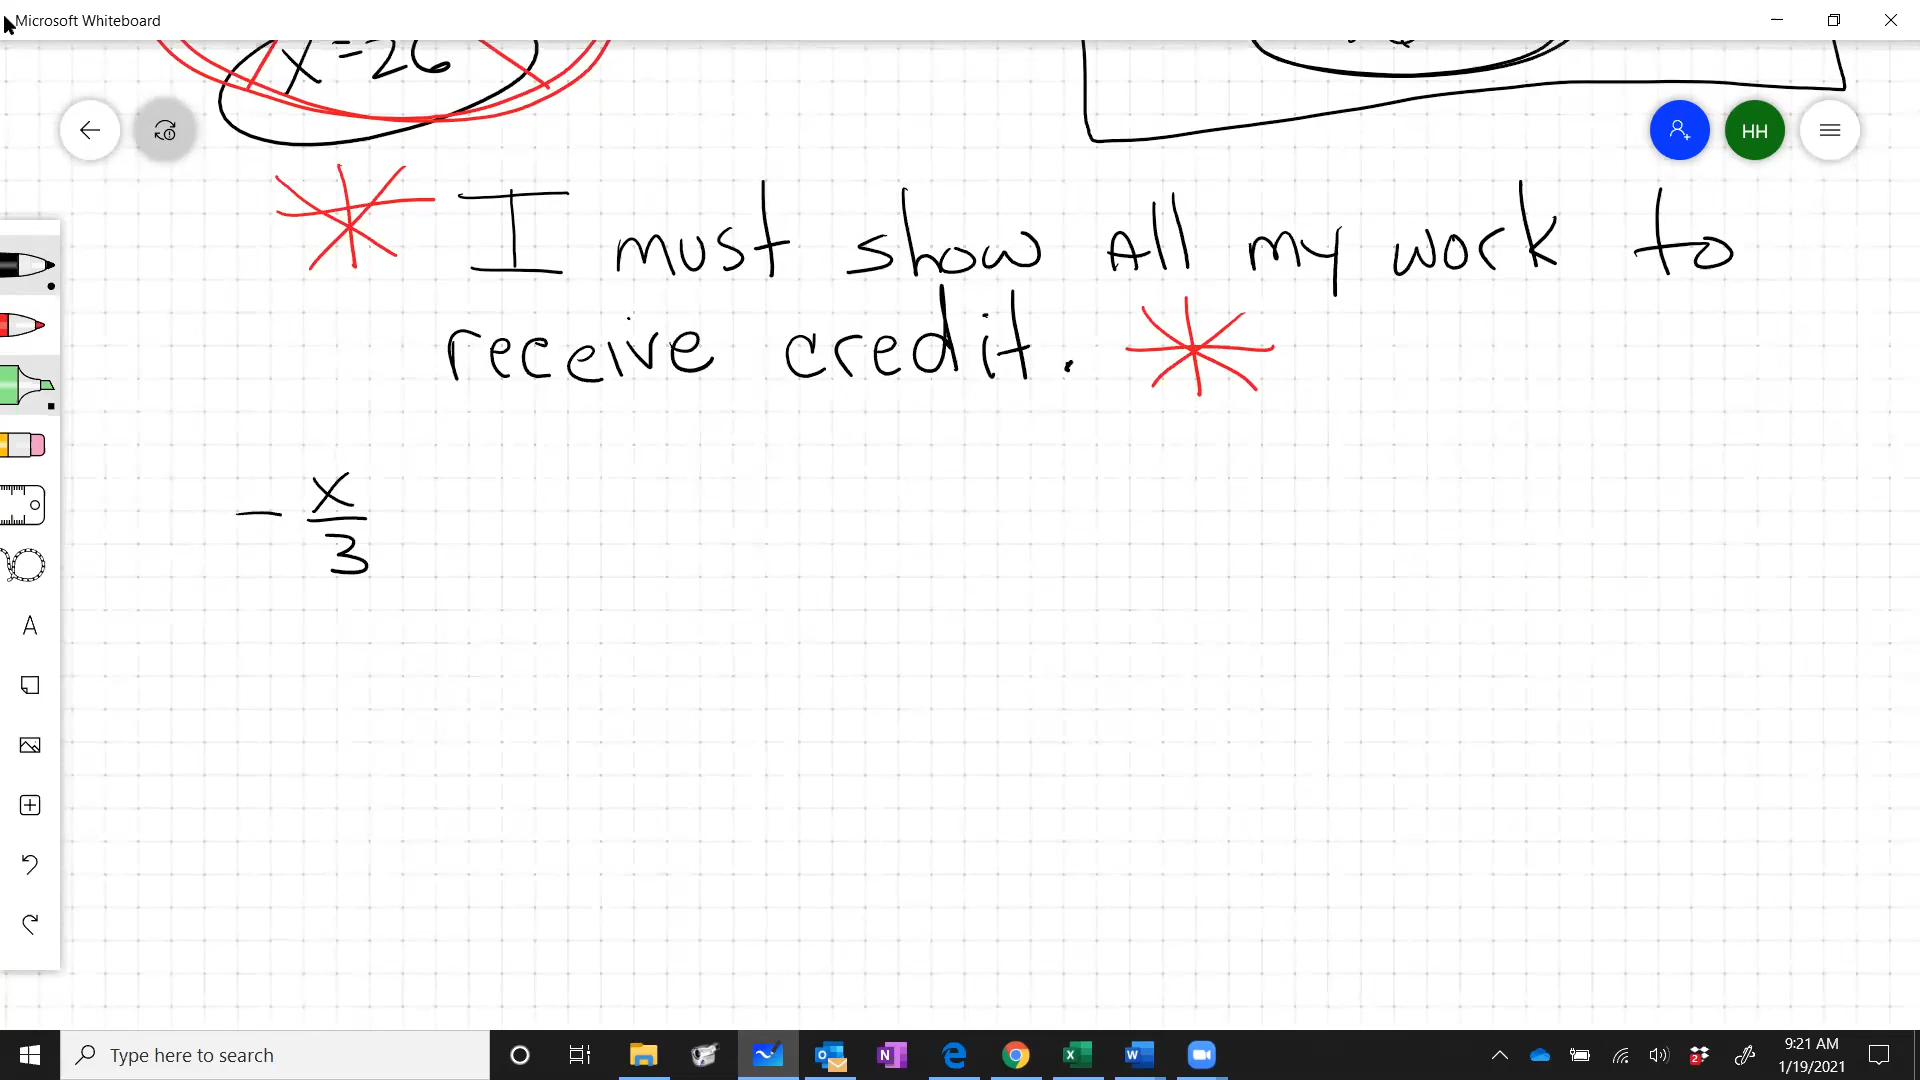 Microsoft Whiteboard
x = 26
HH
I must show all my work to
receive credit.
- x
3
A
Type here to search
9:21 AM
1/19/2021